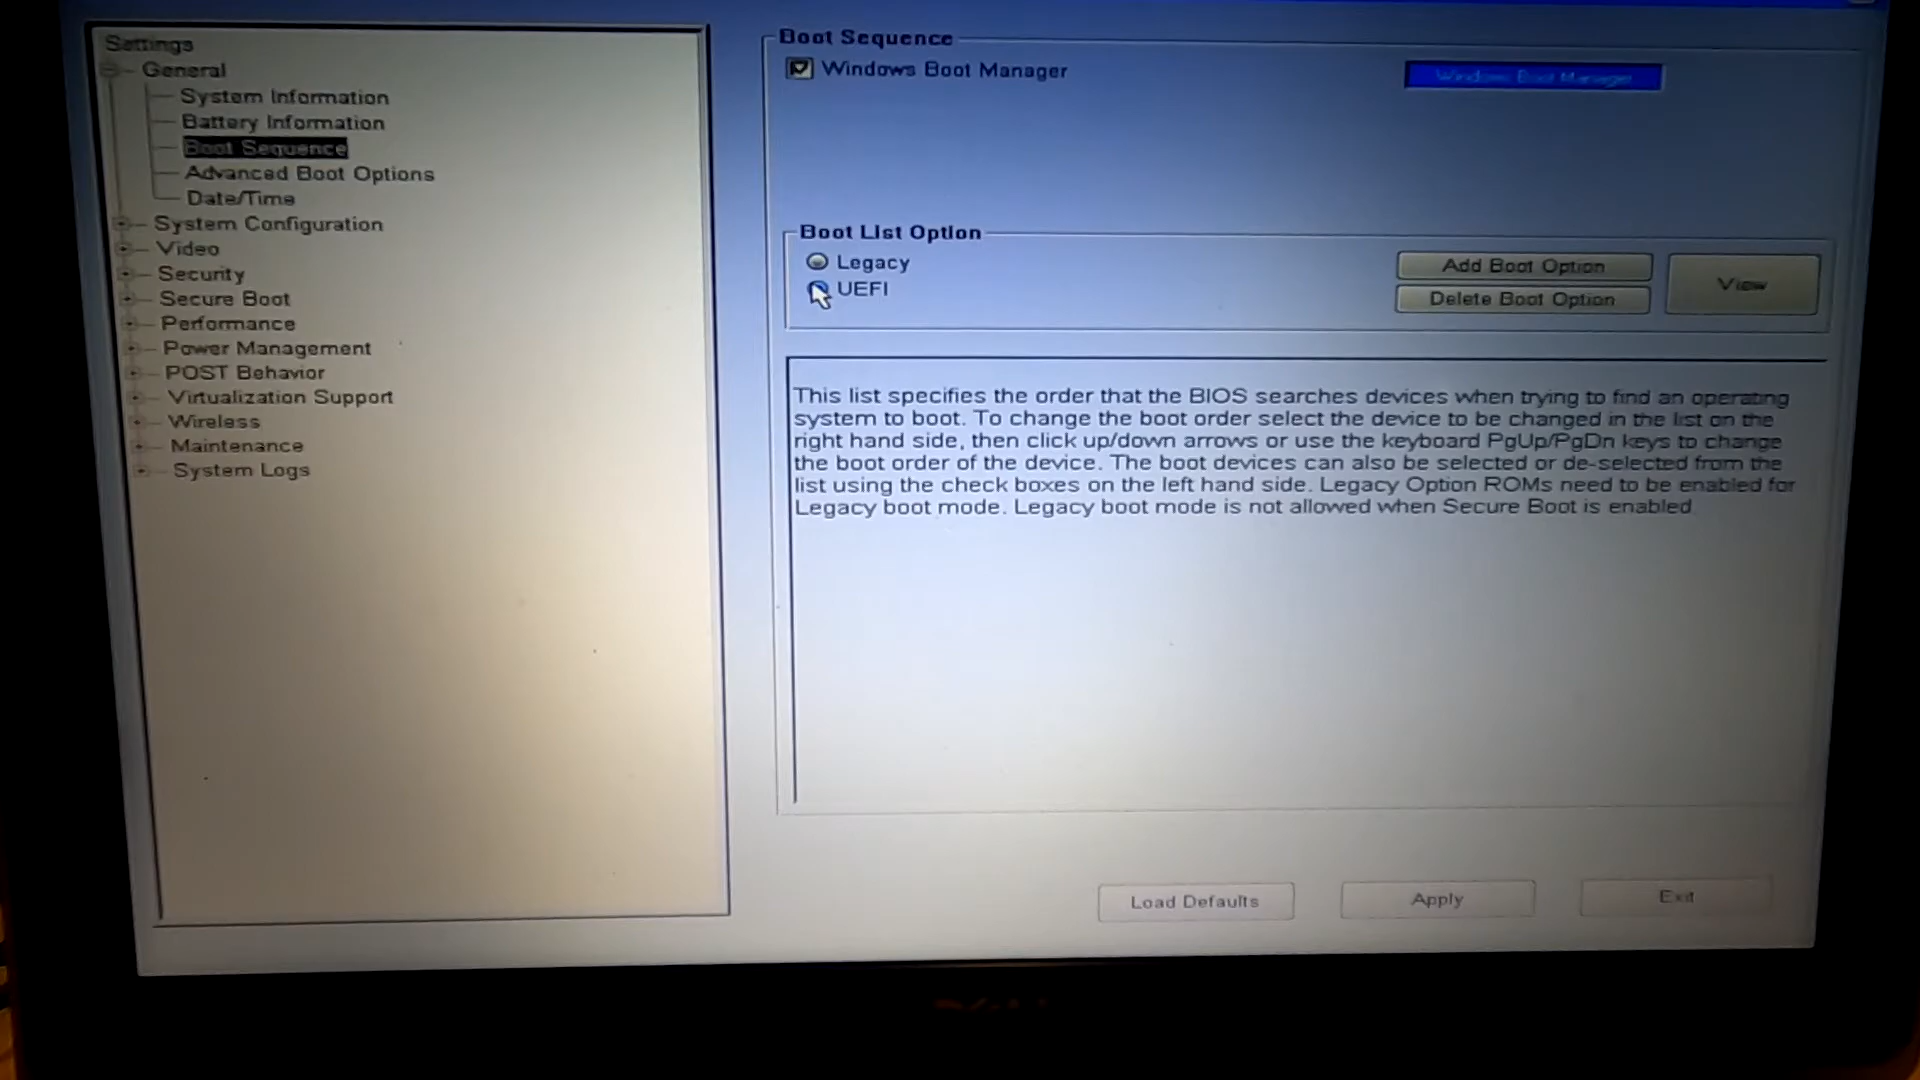 Settings
General
System Information
Battery Information
Boot Sequence
Advanced Boot Options
Date/Time
System Configuration
Video
Security
Secure Boot
Performance
Power Management
POST Behavior
Virtualization Support
Wireless
Maintenance
System Logs
Boot Sequence
Windows Boot Manager
Windows Boot Manager
Boot List Option
Legacy
UEFI
Add Boot Option
Delete Boot Option
View
This list specifies the order that the BIOS searches devices when trying to find an operating
system to boot. To change the boot order select the device to be changed in the list on the
right hand side, then click up/down arrows or use the keyboard PgUp/PgDn keys to change
the boot order of the device. The boot devices can also be selected or de-selected from the
list using the check boxes on the left hand side. Legacy Option ROMs need to be enabled for
Legacy boot mode. Legacy boot mode is not allowed when Secure Boot is enabled
Load Defaults
Apply
Exit